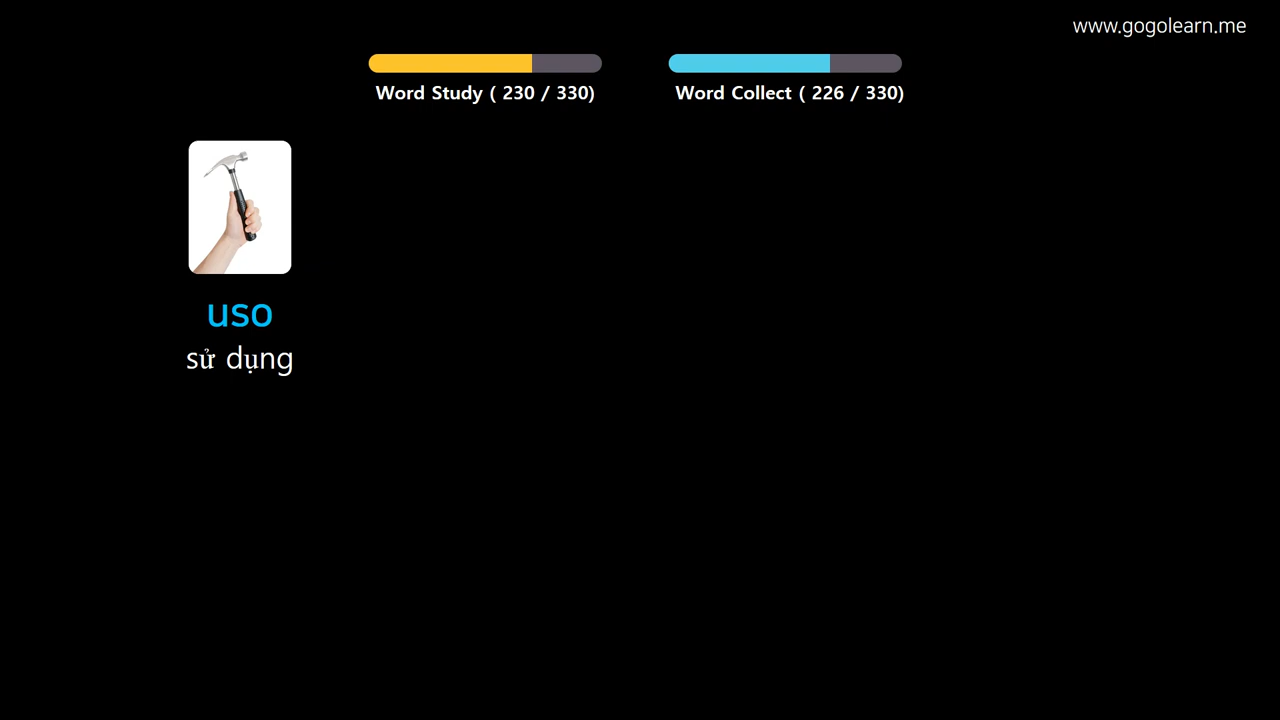 www.gogolearn.me
Word Study ( 230 / 330)
Word Collect ( 226 / 330)
uso
sử dụng